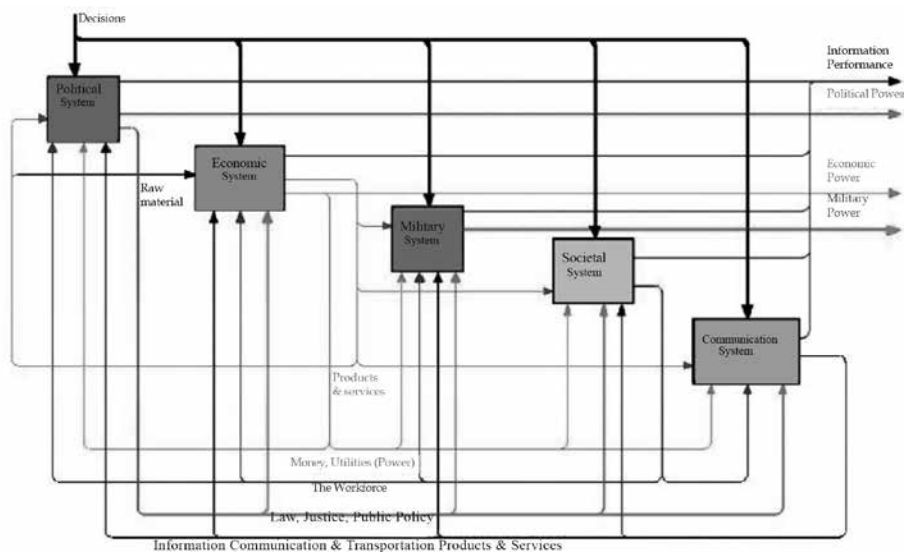 Decisions
Information
Performance
Political
System
Political Power
Economic
System
Economic
Power
Raw
material
Military
Power
Military
System
Societal
System
Communication
System
Products
& services
Money, Utilities (Power)
The Workforce
Law, Justice, Public Policy
Information Communication & Transportation Products & Services